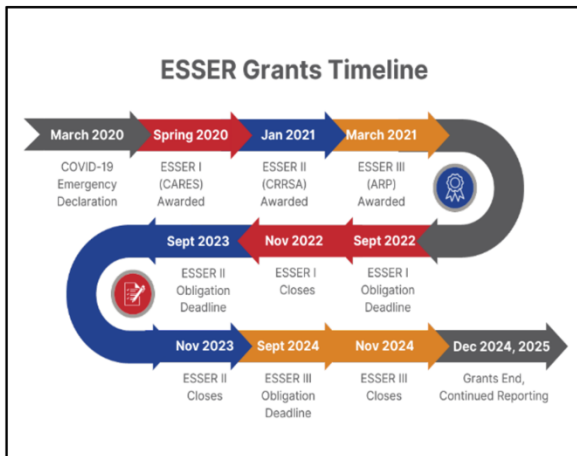 ESSER Grants Timeline
March 2020
Spring 2020
Jan 2021
March 2021
COVID-19
Emergency
Declaration
ESSER I
(CARES)
Awarded
ESSER II
(CRRSA)
Awarded
ESSER III
(ARP)
Awarded
Sept 2023
Nov 2022
Sept 2022
ESSER II
Obligation
Deadline
ESSER I
Closes
ESSER I
Obligation
Deadline
Nov 2023
Sept 2024
Nov 2024
Dec 2024, 2025
ESSER II
Closes
ESSER III
Obligation
Deadline
ESSER III
Closes
Grants End,
Continued Reporting